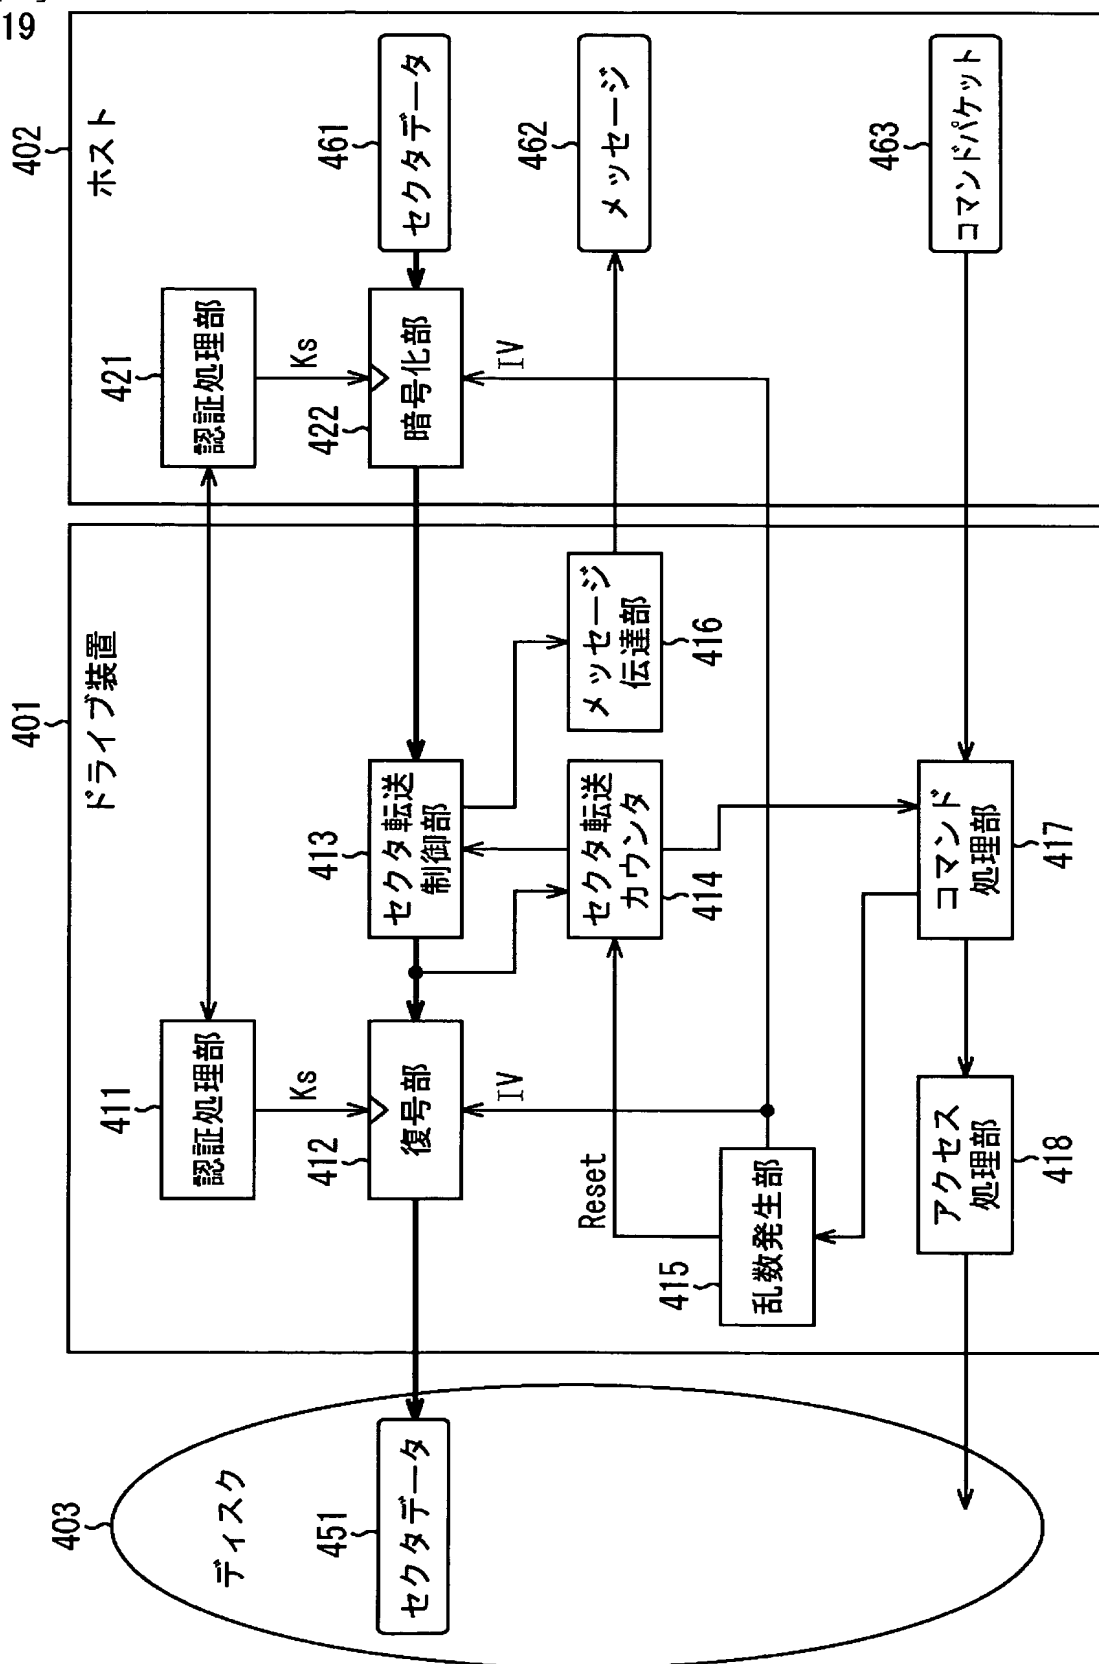 19
403
ディスク
451
セクタデータ
401
ドライブ装置
411
認証処理部
Ks
412
復号部
IV
413
セクタ転送
制御部
414
セクタ転送
カウンタ
Reset
415
乱数発生部
416
メッセージ
伝達部
417
コマンド
処理部
418
アクセス
処理部
402
ホスト
421
認証処理部
Ks
422
暗号化部
IV
461
セクタデータ
462
メッセージ
463
コマンドパケット